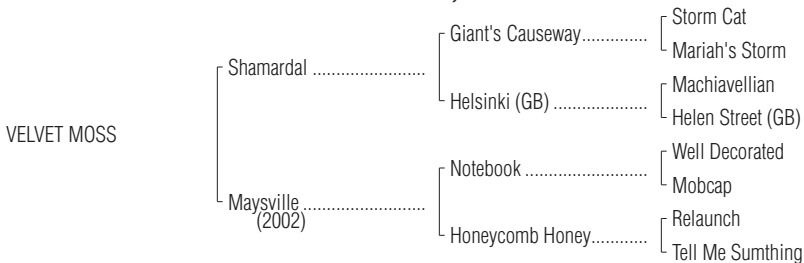 Storm Cat
Giant's Causeway..............
Mariah's Storm
Shamardal ........................
Machiavellian
Helsinki (GB) ....................
Helen Street (GB)
VELVET MOSS
Well Decorated
Notebook ..........................
Mobcap
Maysville ..........................
(2002)
Relaunch
Honeycomb Honey............
Tell Me Sumthing